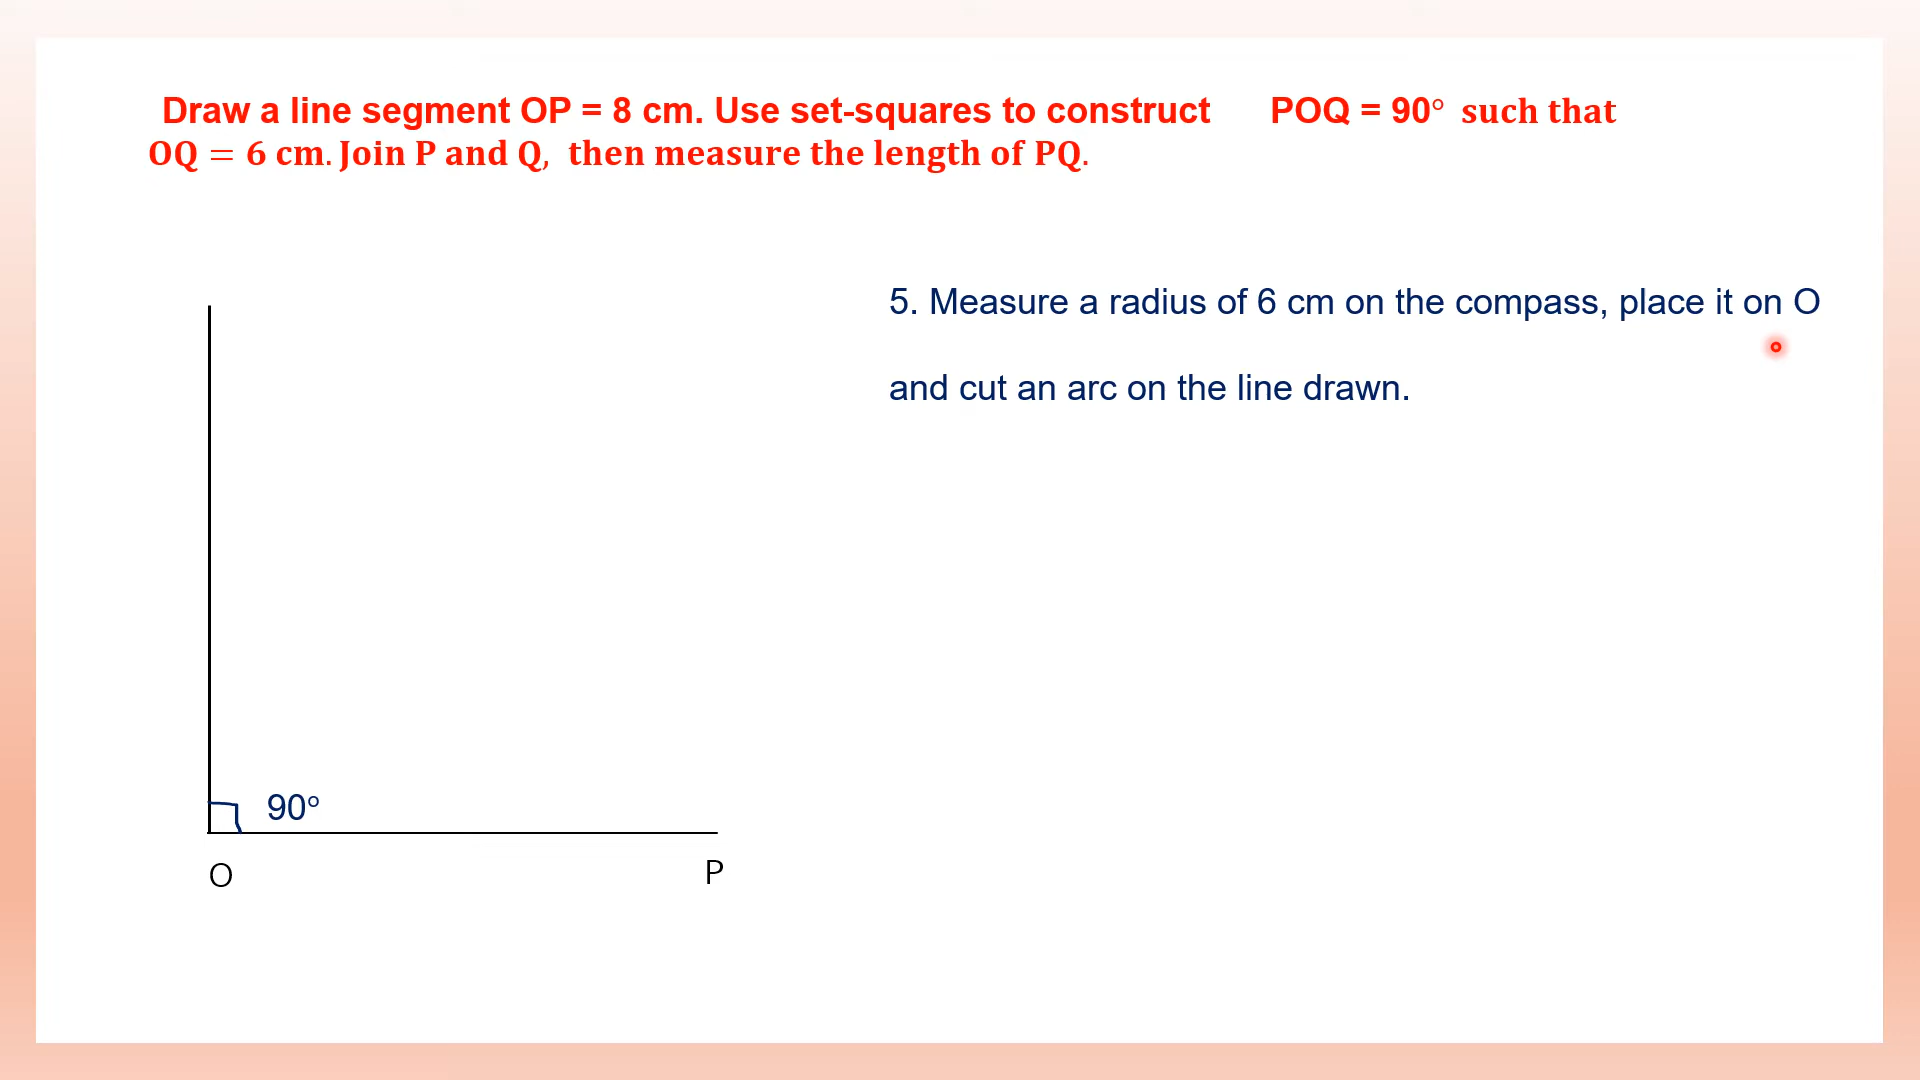 Draw a line segment OP = 8 cm. Use set-squares to construct POQ = 90° such that
OQ = 6 cm. Join P and Q, then measure the length of PQ.
5. Measure a radius of 6 cm on the compass, place it on O
and cut an arc on the line drawn.
90°
O P